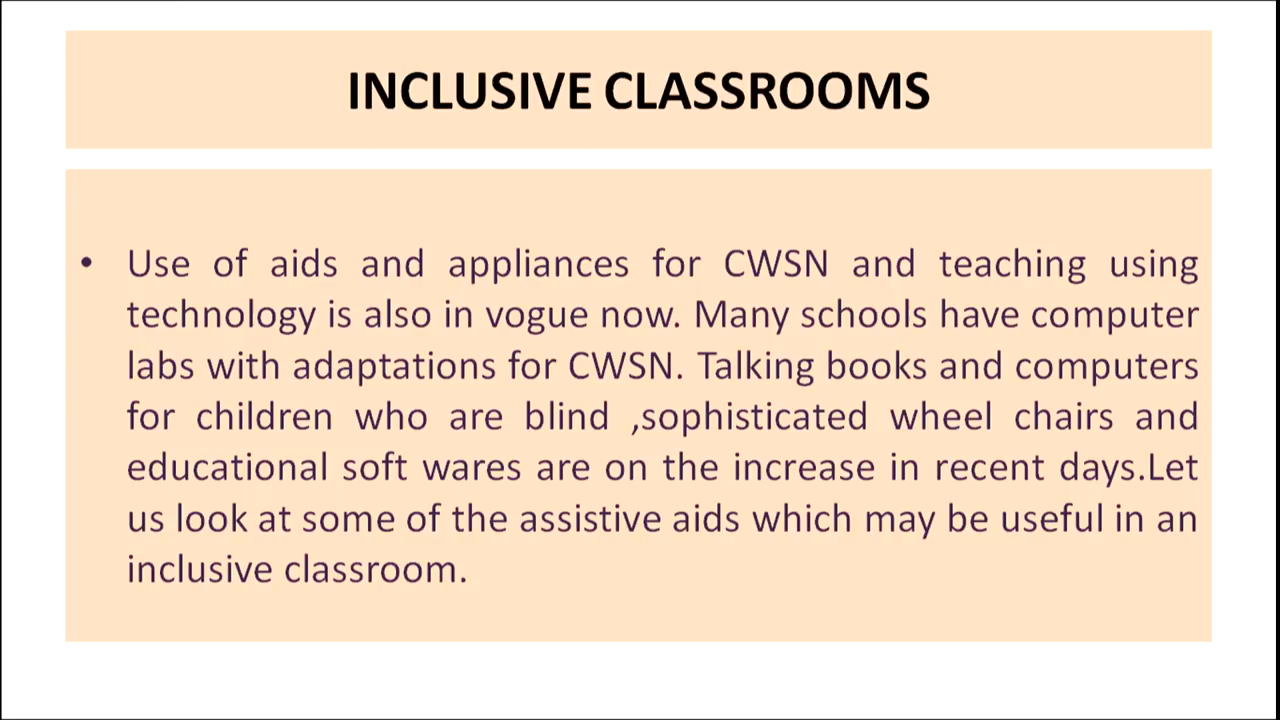 INCLUSIVE CLASSROOMS
• Use of aids and appliances for CWSN and teaching using
technology is also in vogue now. Many schools have computer
labs with adaptations for CWSN. Talking books and computers
for children who are blind ,sophisticated wheel chairs and
educational soft wares are on the increase in recent days.Let
us look at some of the assistive aids which may be useful in an
inclusive classroom.